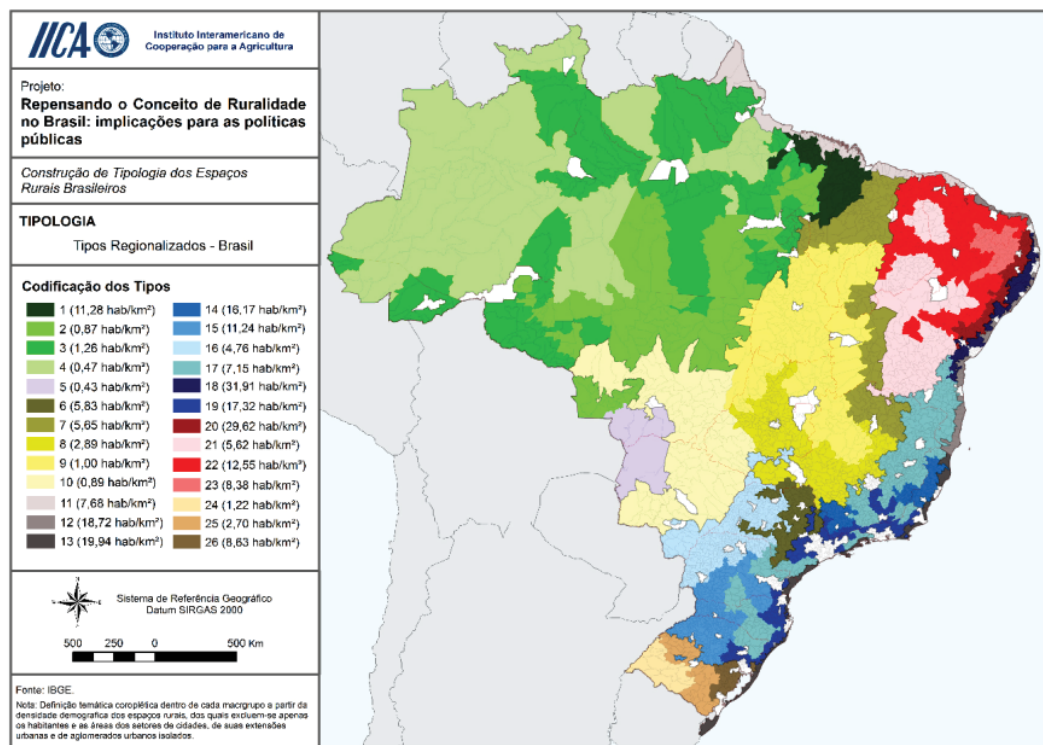 IICA Instituto Interamericano de
Cooperação para a Agricultura
Projeto:
Repensando o Conceito de Ruralidade
no Brasil: implicações para as políticas
públicas
Construção de Tipologia dos Espaços
Rurais Brasileiros
TIPOLOGIA
Tipos Regionalizados - Brasil
Codificação dos Tipos
1 (11,28 hab/km²)
2 (0,87 hab/km²)
3 (1,26 hab/km²)
4 (0,47 hab/km²)
5 (0,43 hab/km²)
6 (5,83 hab/km²)
7 (5,65 hab/km²)
8 (2,89 hab/km²)
9 (1,00 hab/km²)
10 (0,89 hab/km²)
11 (7,68 hab/km²)
12 (18,72 hab/km²)
13 (19,94 hab/km²)
14 (16,17 hab/km²)
15 (11,24 hab/km²)
16 (4,76 hab/km²)
17 (7,15 hab/km²)
18 (31,91 hab/km²)
19 (17,32 hab/km²)
20 (29,62 hab/km²)
21 (5,62 hab/km²)
22 (12,55 hab/km²)
23 (8,38 hab/km²)
24 (1,22 hab/km²)
25 (2,70 hab/km²)
26 (8,63 hab/km²)
Sistema de Referência Geográfico
Datum SIRGAS 2000
500 250 0 500 Km
Fonte: IBGE.
Nota: Definição temática coroplética dentro de cada macrgrupo a partir da
densidade demografica dos espaços rurais, dos quais excluem-se apenas
os habitantes e as áreas dos setores de cidades, de suas extensões
urbanas e de aglomerados urbanos isolados.